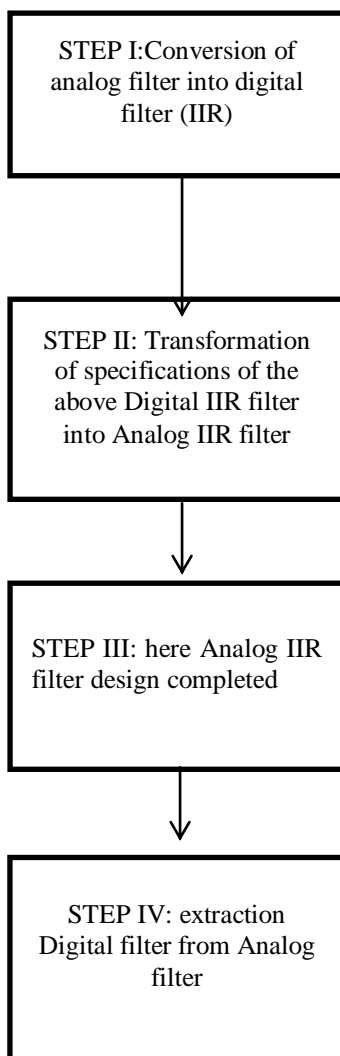 STEP I:Conversion of
analog filter into digital
filter (IIR)
STEP II: Transformation
of specifications of the
above Digital IIR filter
into Analog IIR filter
STEP III: here Analog IIR
filter design completed
STEP IV: extraction
Digital filter from Analog
filter